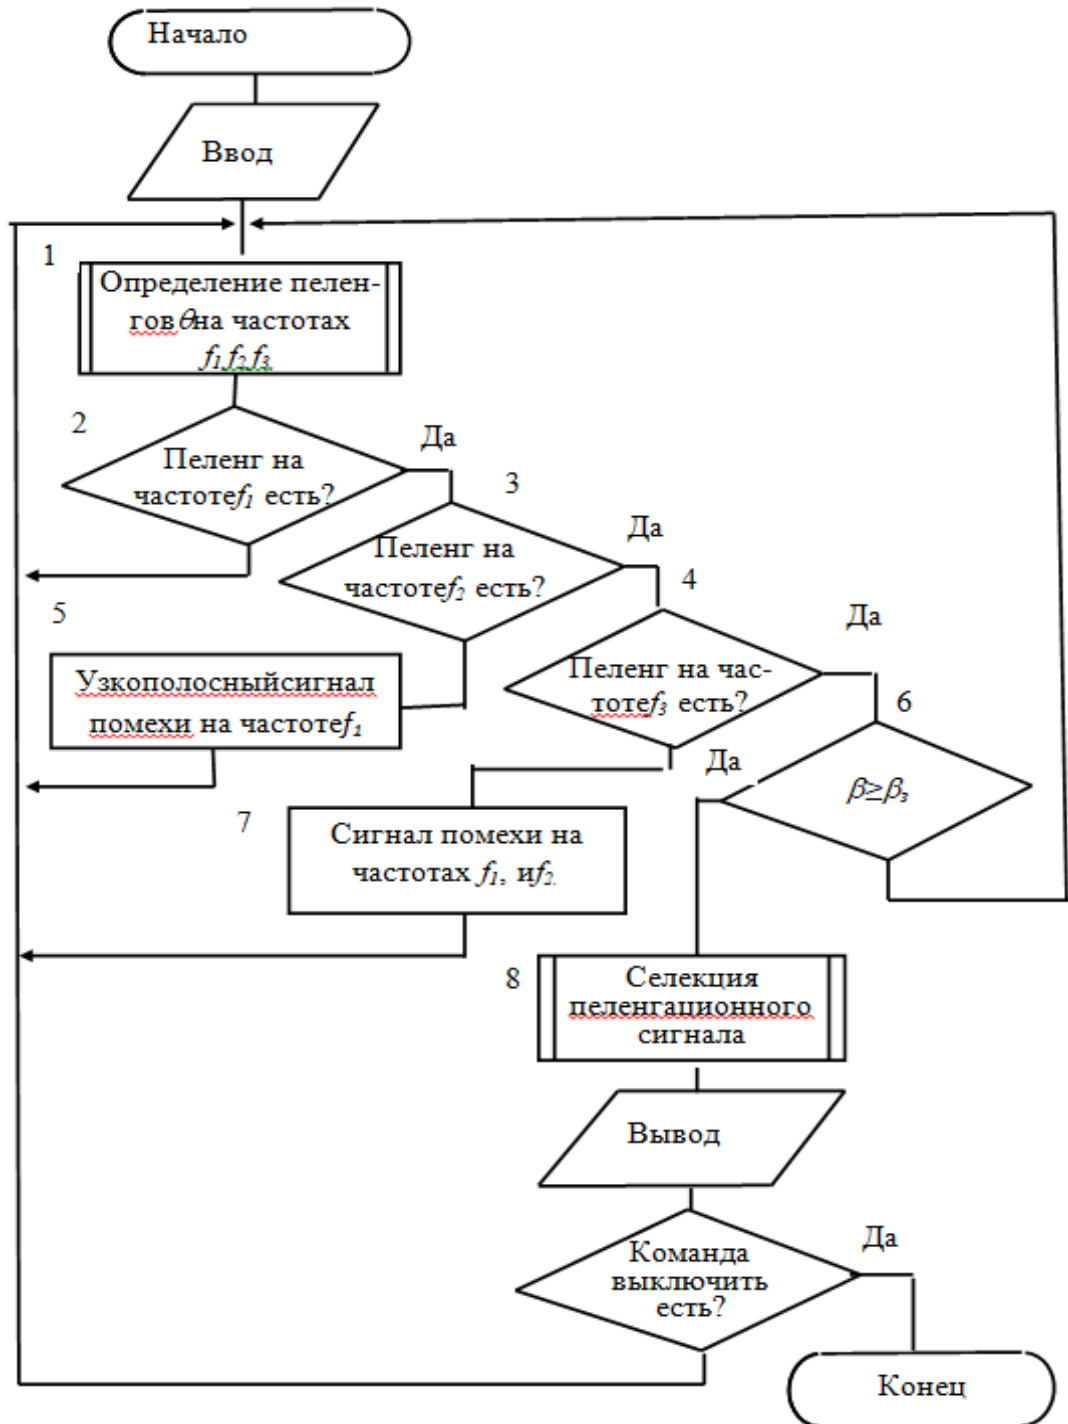 Начало
Ввод
1
Определение пелен-
гов θна частотах
f1,f2,f3.
2
Да
Пеленг на
частотеf1 есть?
3
Да
Пеленг на
частотеf2 есть?
4
Да
Пеленг на час-
тотеf3 есть?
5
Узкополосныйсигнал
помехи на частотеf1
6
Да
β≥βз
7
Сигнал помехи на
частотах f1, иf2.
8
Селекция
пеленгационного
сигнала
Вывод
Да
Команда
выключить
есть?
Конец